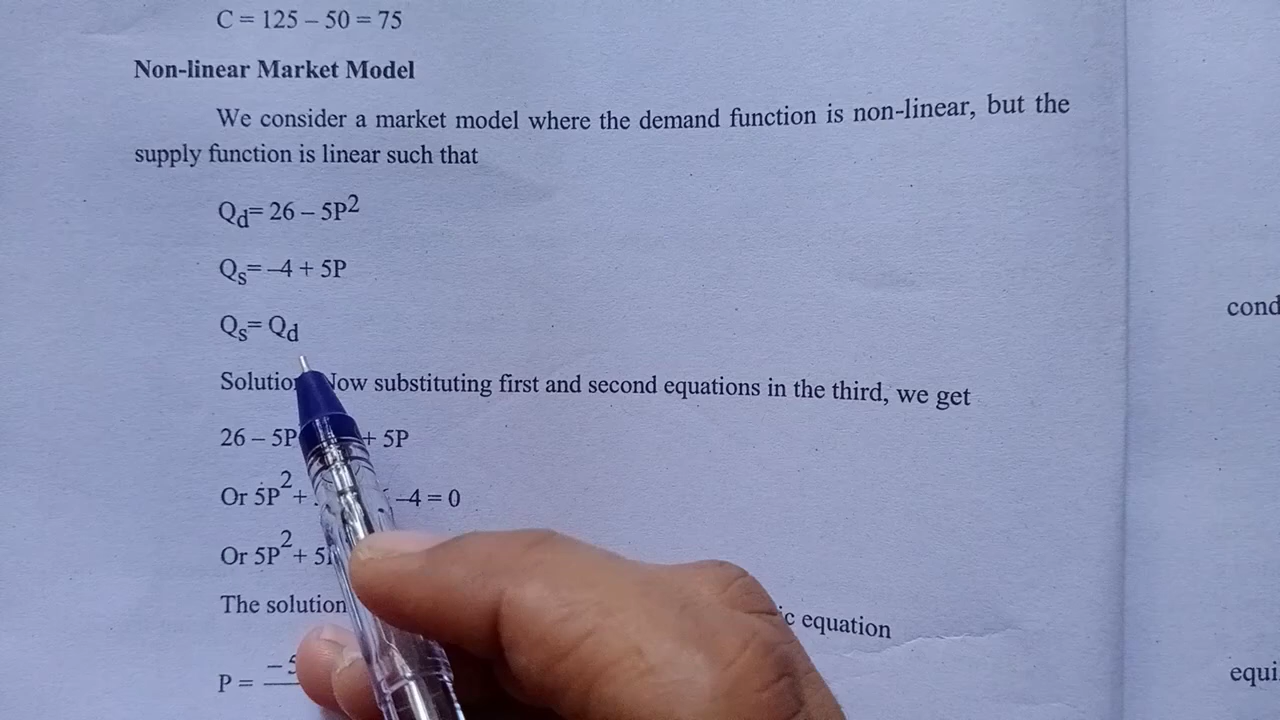 C = 125 – 50 = 75
Non-linear Market Model
We consider a market model where the demand function is non-linear, but the
supply function is linear such that
Qd= 26 – 5P²
Qs= –4 + 5P
Qs= Qd
Now substituting first and second equations in the third, we get
26 – 5P + 5P
Or 5P²+ –4 = 0
Or 5P²+
The solution equation
P =